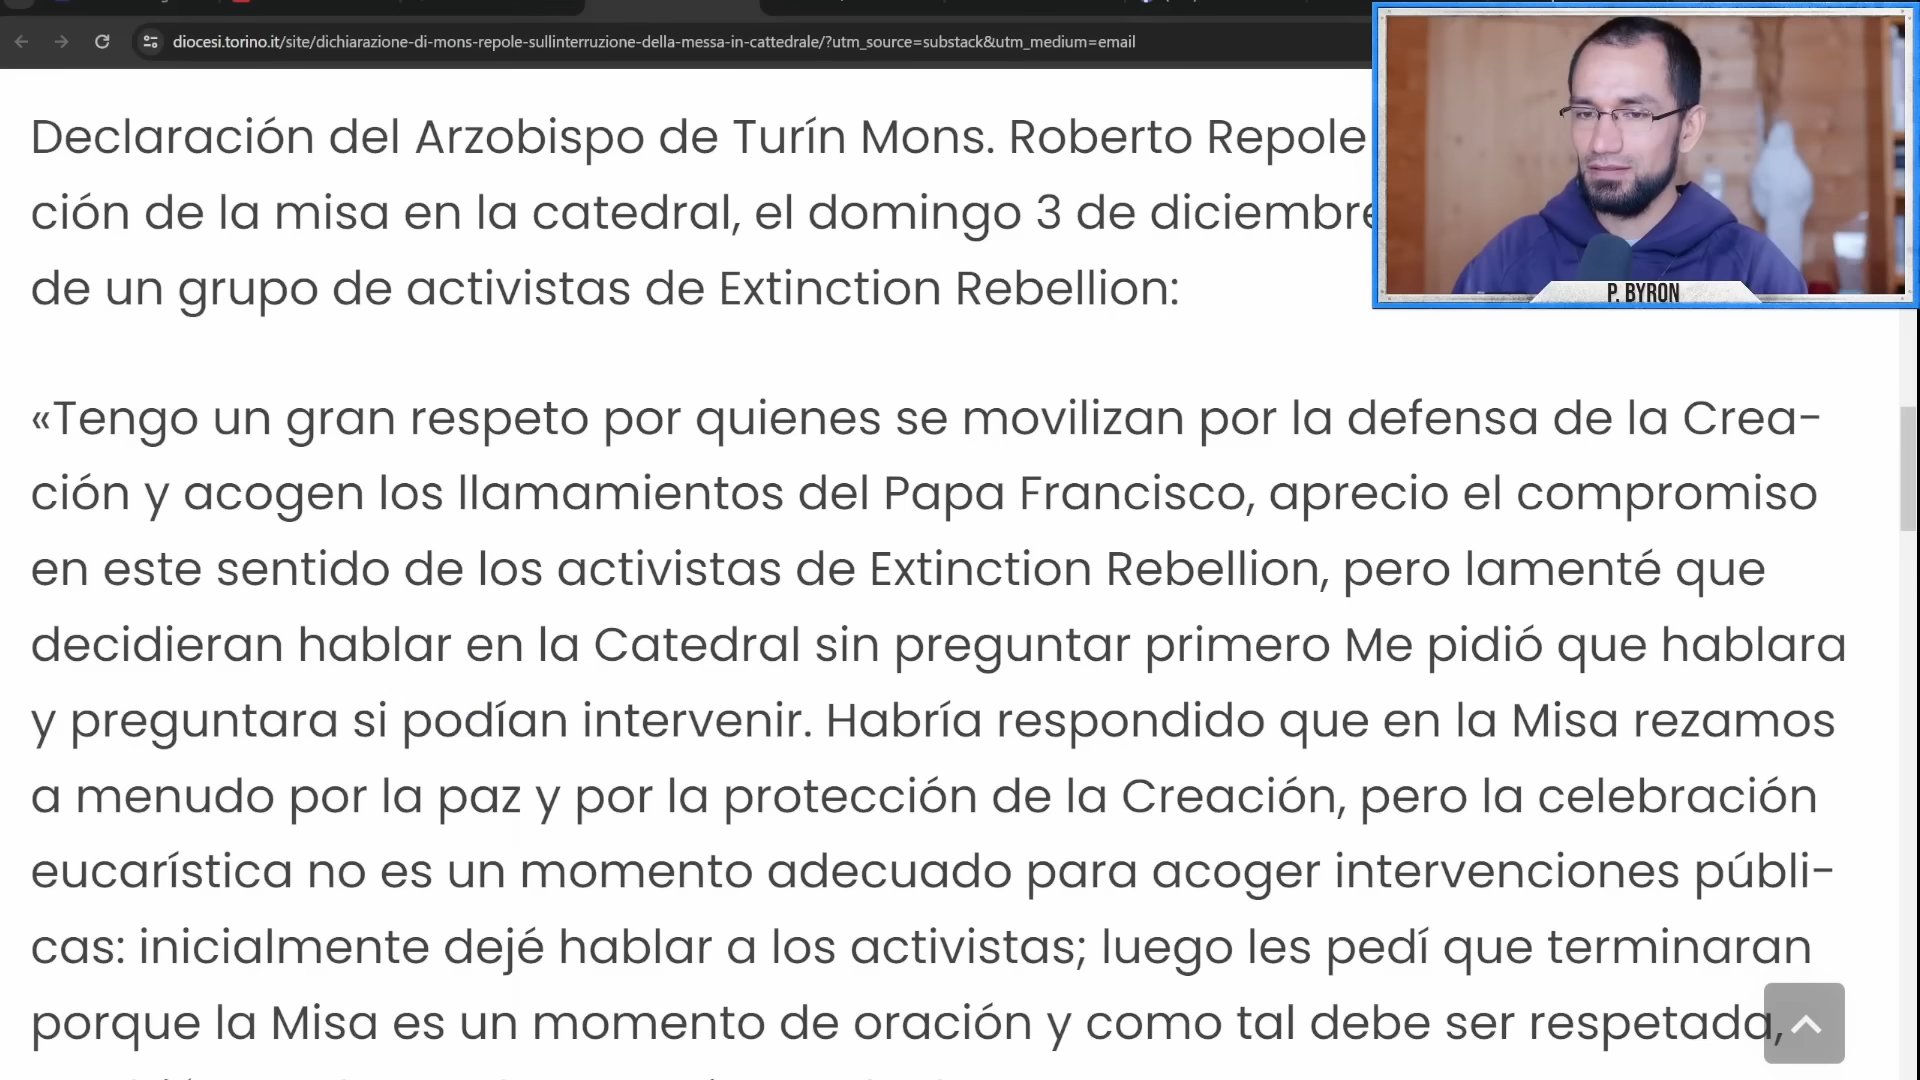 diocesi.torino.it/site/dichiarazione-di-mons-repole-sullinterruzione-della-messa-in-cattedrale/?utm_source=substack&utm_medium=email
P. BYRON
Declaración del Arzobispo de Turín Mons. Roberto Repole
ción de la misa en la catedral, el domingo 3 de diciembre
de un grupo de activistas de Extinction Rebellion:
«Tengo un gran respeto por quienes se movilizan por la defensa de la Crea-
ción y acogen los llamamientos del Papa Francisco, aprecio el compromiso
en este sentido de los activistas de Extinction Rebellion, pero lamenté que
decidieran hablar en la Catedral sin preguntar primero Me pidió que hablara
y preguntara si podían intervenir. Habría respondido que en la Misa rezamos
a menudo por la paz y por la protección de la Creación, pero la celebración
eucarística no es un momento adecuado para acoger intervenciones públi-
cas: inicialmente dejé hablar a los activistas; luego les pedí que terminaran
porque la Misa es un momento de oración y como tal debe ser respetada,